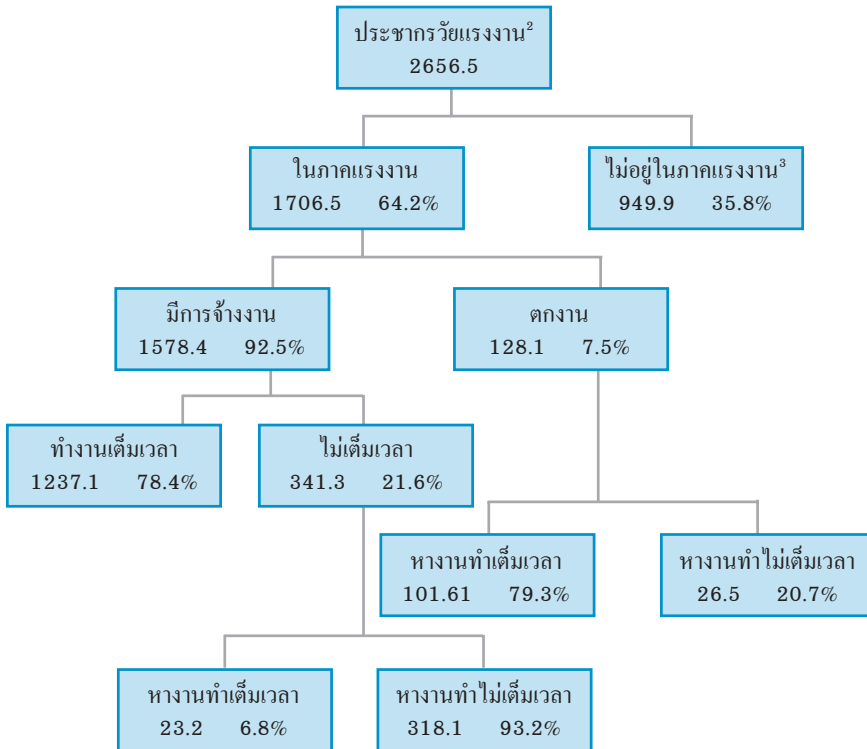 ประชากรวัยแรงงาน²
2656.5
ในภาคแรงงาน
1706.5 64.2%
ไม่อยู่ในภาคแรงงาน³
949.9 35.8%
มีการจ้างงาน
1578.4 92.5%
ตกงาน
128.1 7.5%
ทำงานเต็มเวลา
1237.1 78.4%
ไม่เต็มเวลา
341.3 21.6%
หางานทำเต็มเวลา
101.61 79.3%
หางานทำไม่เต็มเวลา
26.5 20.7%
หางานทำเต็มเวลา
23.2 6.8%
หางานทำไม่เต็มเวลา
318.1 93.2%